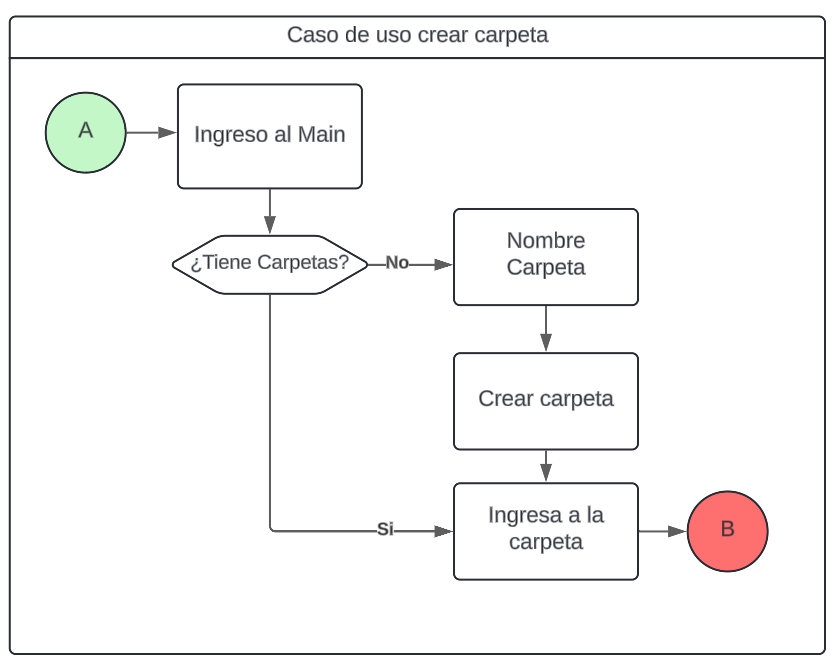 Caso de uso crear carpeta
A
Ingreso al Main
¿Tiene Carpetas?
No
Nombre
Carpeta
Crear carpeta
Si
Ingresa a la
carpeta
B